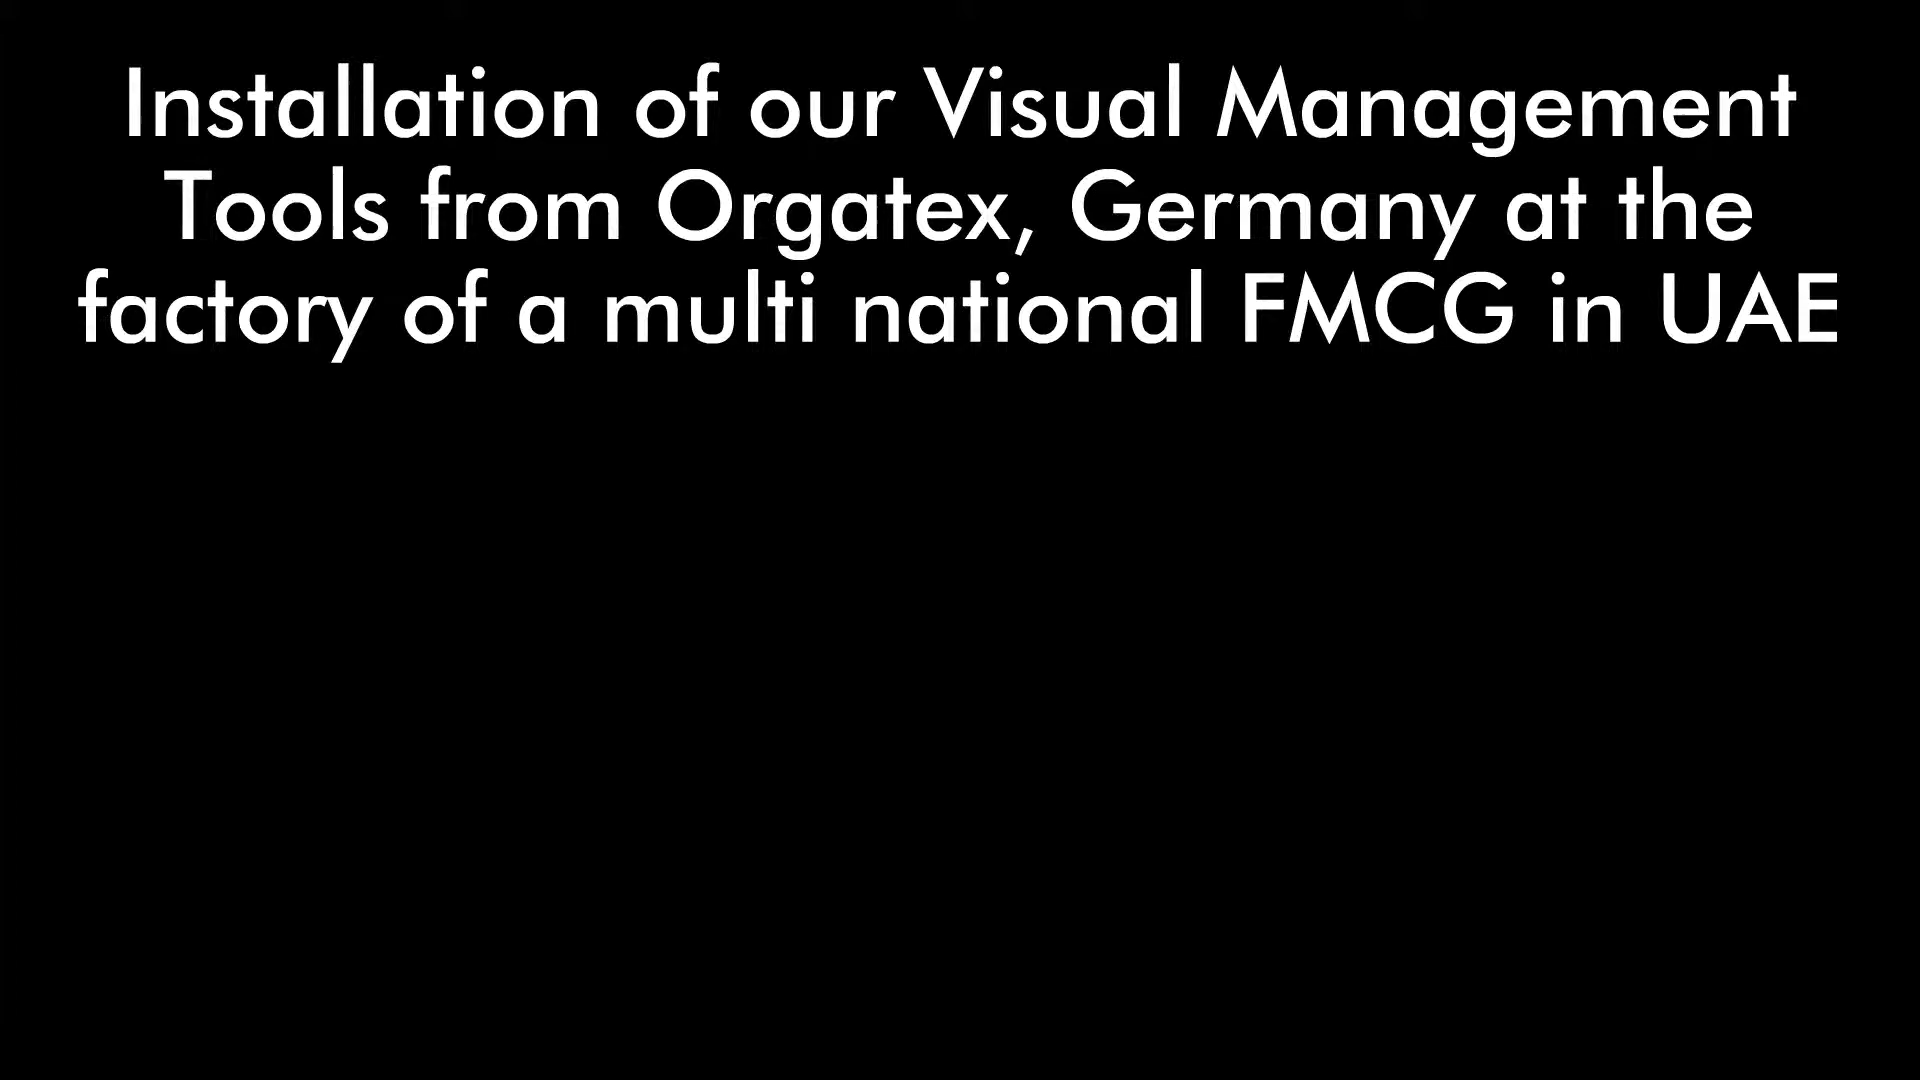 Installation of our Visual Management
Tools from Orgatex, Germany at the
factory of a multi national FMCG in UAE